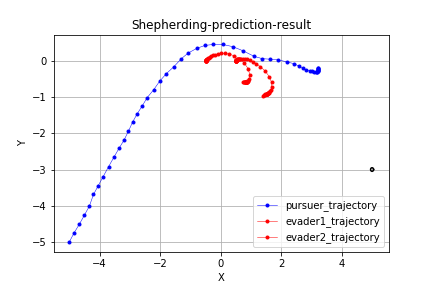 Shepherding-prediction-result
Y
0
−1
−2
−3
−4
−5
−4
−2
0
2
4
X
pursuer_trajectory
evader1_trajectory
evader2_trajectory